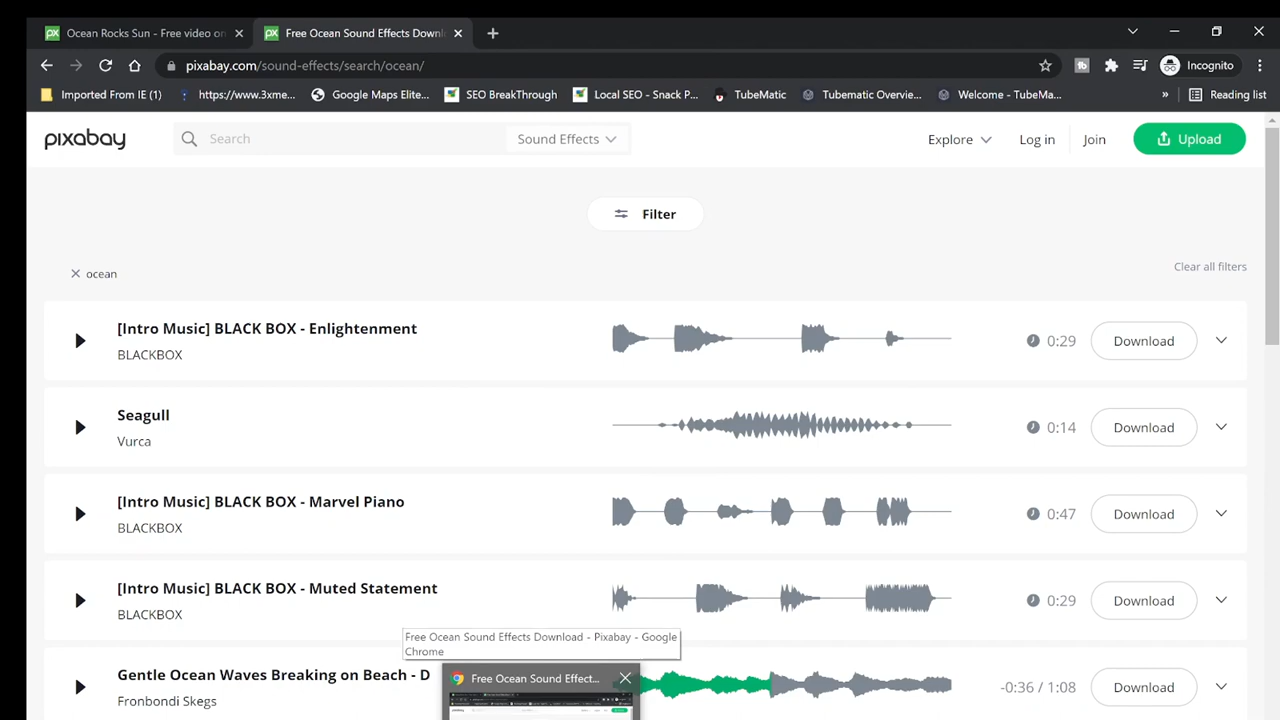 Ocean Rocks Sun - Free video on
Free Ocean Sound Effects Downl
pixabay.com/sound-effects/search/ocean/
Incognito
Imported From IE (1)
https://www.3xme...
Google Maps Elite...
SEO BreakThrough
Local SEO - Snack P...
TubeMatic
Tubematic Overvie...
Welcome - TubeMa...
»
Reading list
pixabay
Search
Sound Effects
Explore
Log in
Join
Upload
Filter
ocean
Clear all filters
[Intro Music] BLACK BOX - Enlightenment
BLACKBOX
0:29
Download
Seagull
Vurca
0:14
Download
[Intro Music] BLACK BOX - Marvel Piano
BLACKBOX
0:47
Download
[Intro Music] BLACK BOX - Muted Statement
BLACKBOX
0:29
Download
Free Ocean Sound Effects Download - Pixabay - Google
Chrome
Gentle Ocean Waves Breaking on Beach - D
Fronbondi Skegs
Free Ocean Sound Effect...
Download